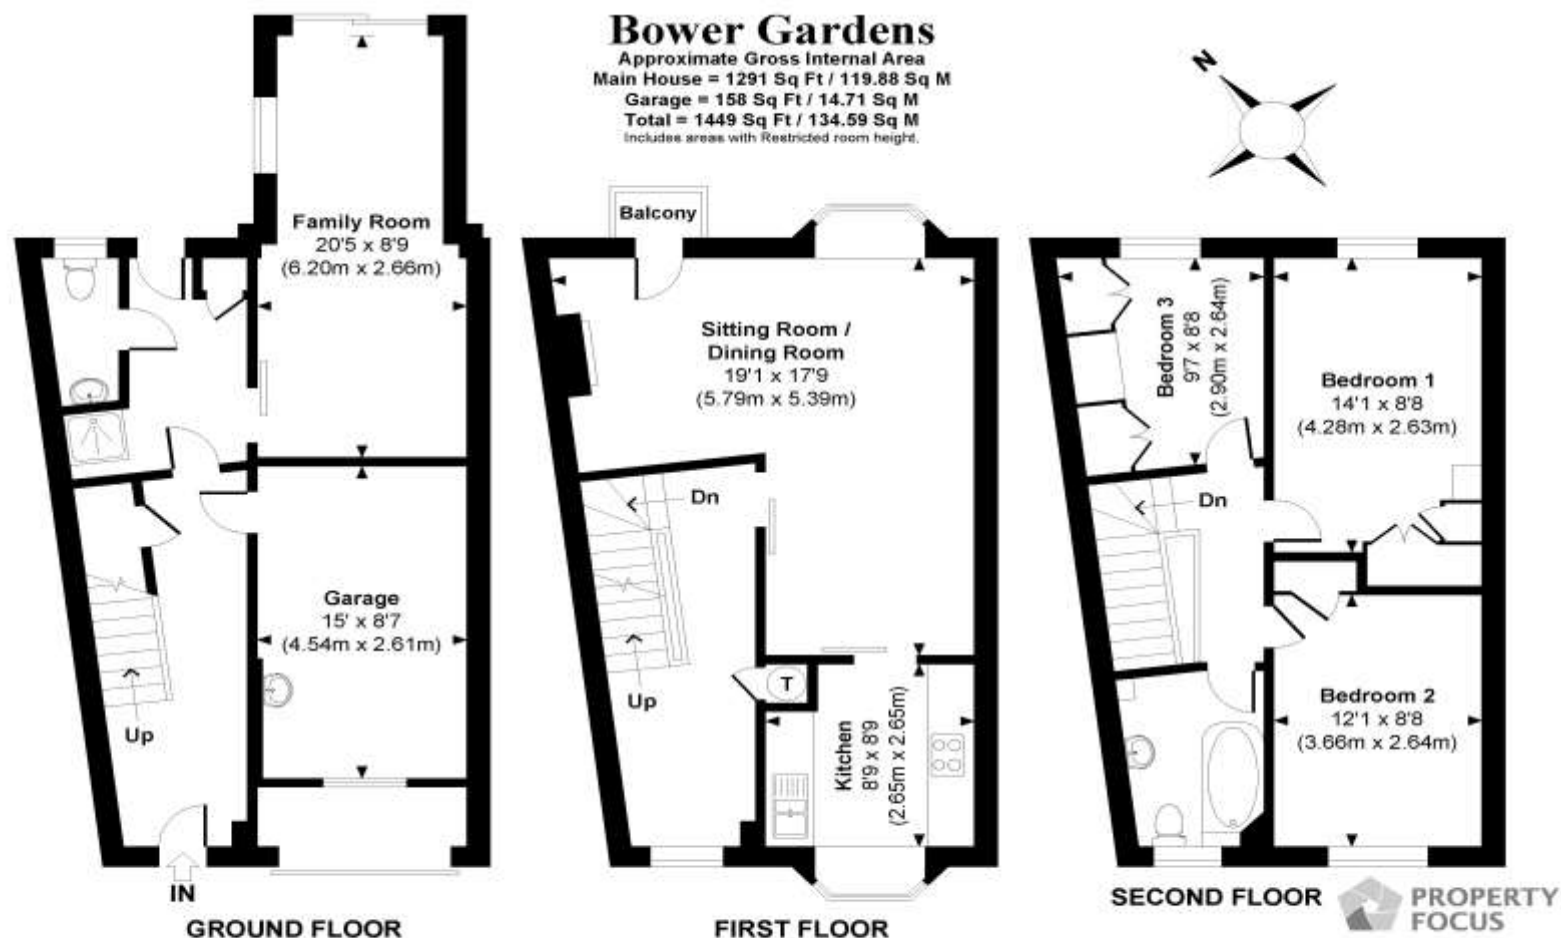 Bower Gardens
Approximate Gross Internal Area
Main House = 1291 Sq Ft / 119.88 Sq M
Garage = 158 Sq Ft / 14.71 Sq M
Total = 1449 Sq Ft / 134.59 Sq M
Includes areas with Restricted room height.
N
Family Room
20'5 x 8'9
(6.20m x 2.66m)
Garage
15' x 8'7
(4.54m x 2.61m)
Up
IN
GROUND FLOOR
Balcony
Sitting Room /
Dining Room
19'1 x 17'9
(5.79m x 5.39m)
Dn
Up
T
Kitchen
8'9 x 8'9
(2.65m x 2.65m)
FIRST FLOOR
Bedroom 3
9'7 x 8'8
(2.90m x 2.64m)
Bedroom 1
14'1 x 8'8
(4.28m x 2.63m)
Dn
Bedroom 2
12'1 x 8'8
(3.66m x 2.64m)
SECOND FLOOR
PROPERTY
FOCUS